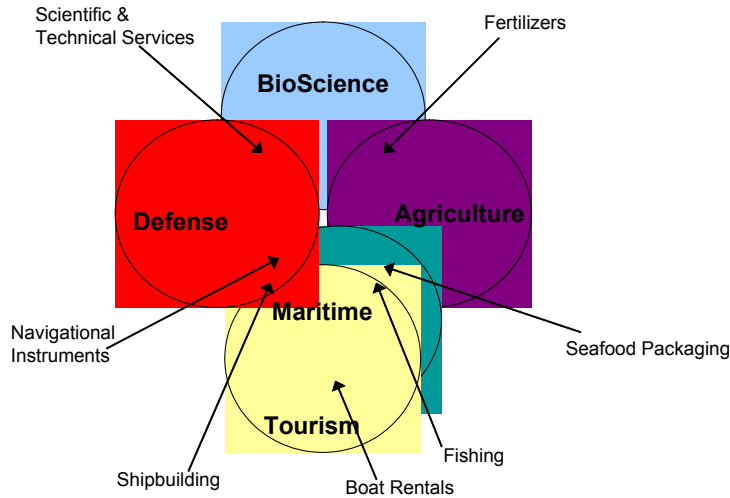 Scientific &
Technical Services
Fertilizers
BioScience
Defense
Agriculture
Maritime
Navigational
Instruments
Seafood Packaging
Tourism
Fishing
Shipbuilding
Boat Rentals